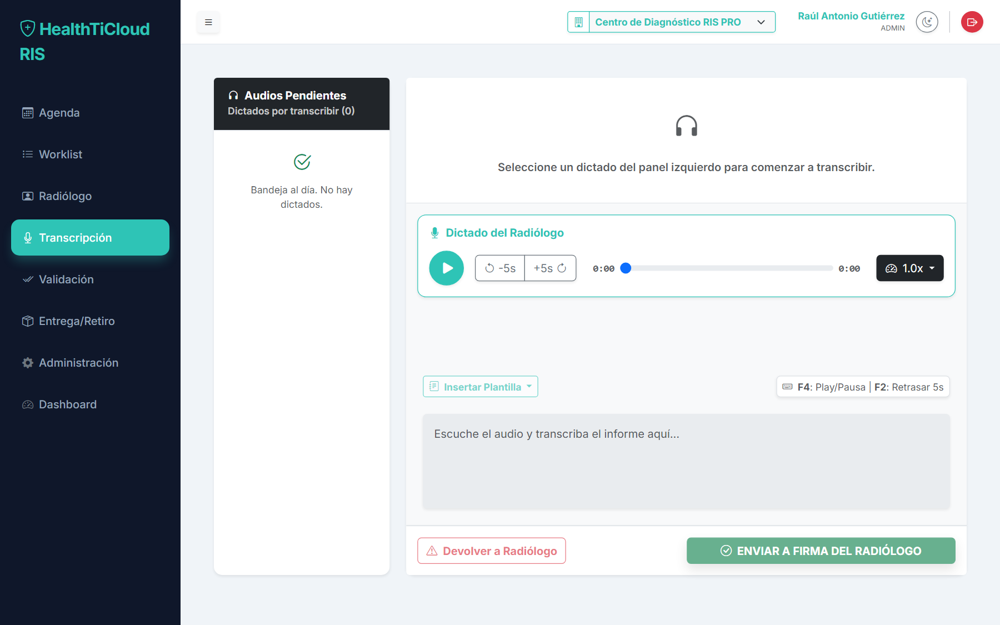 HealthTiCloud
RIS
Agenda
Worklist
Radiólogo
Transcripción
Validación
Entrega/Retiro
Administración
Dashboard
Centro de Diagnóstico RIS PRO
Raúl Antonio Gutiérrez
ADMIN
Audios Pendientes
Dictados por transcribir (0)
Bandeja al día. No hay
dictados.
Seleccione un dictado del panel izquierdo para comenzar a transcribir.
Dictado del Radiólogo
-5s +5s 0:00 0:00 1.0x
Insertar Plantilla
F4: Play/Pausa | F2: Retrasar 5s
Escuche el audio y transcriba el informe aquí...
Devolver a Radiólogo
ENVIAR A FIRMA DEL RADIÓLOGO